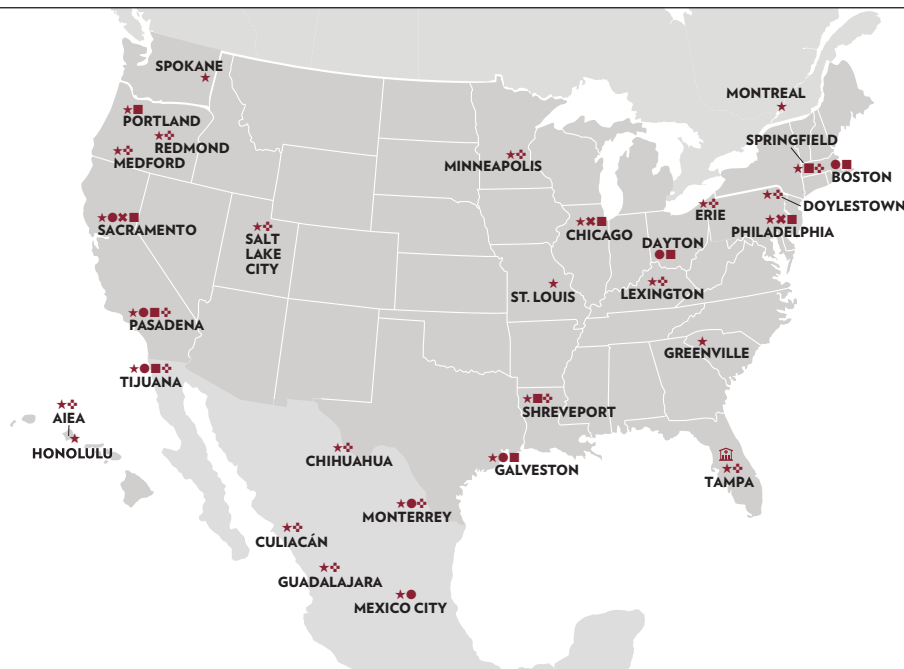 SPOKANE
MONTREAL
PORTLAND
SPRINGFIELD
REDMOND
MINNEAPOLIS
MEDFORD
BOSTON
DOYLESTOWN
ERIE
SACRAMENTO
CHICAGO
PHILADELPHIA
SALT
LAKE
CITY
DAYTON
ST. LOUIS
LEXINGTON
PASADENA
GREENVILLE
TIJUANA
SHREVEPORT
AIEA
HONOLULU
CHIHUAHUA
GALVESTON
TAMPA
MONTERREY
CULIACÁN
GUADALAJARA
MEXICO CITY